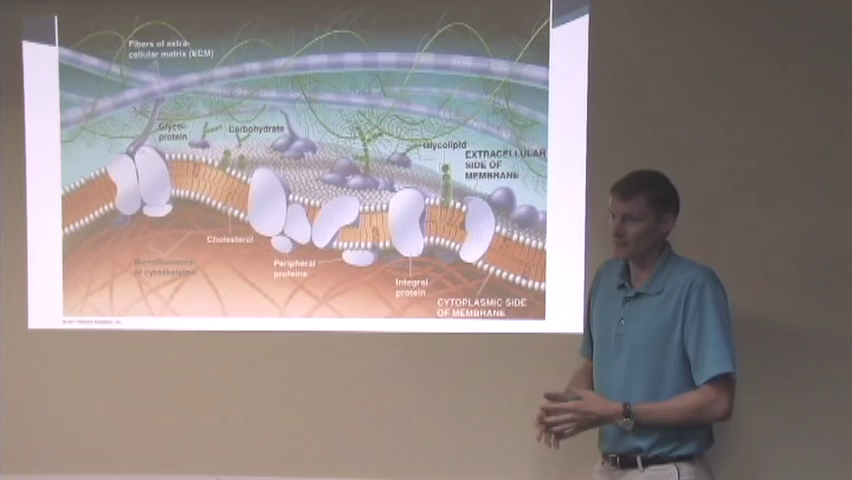 Fibers of extra-
cellular matrix (ECM)
Glyco-
protein
Carbohydrate
Glycolipid
EXTRACELLULAR
SIDE OF
MEMBRANE
Cholesterol
Microfilaments
of cytoskeleton
Peripheral
proteins
Integral
protein
CYTOPLASMIC SIDE
OF MEMBRANE